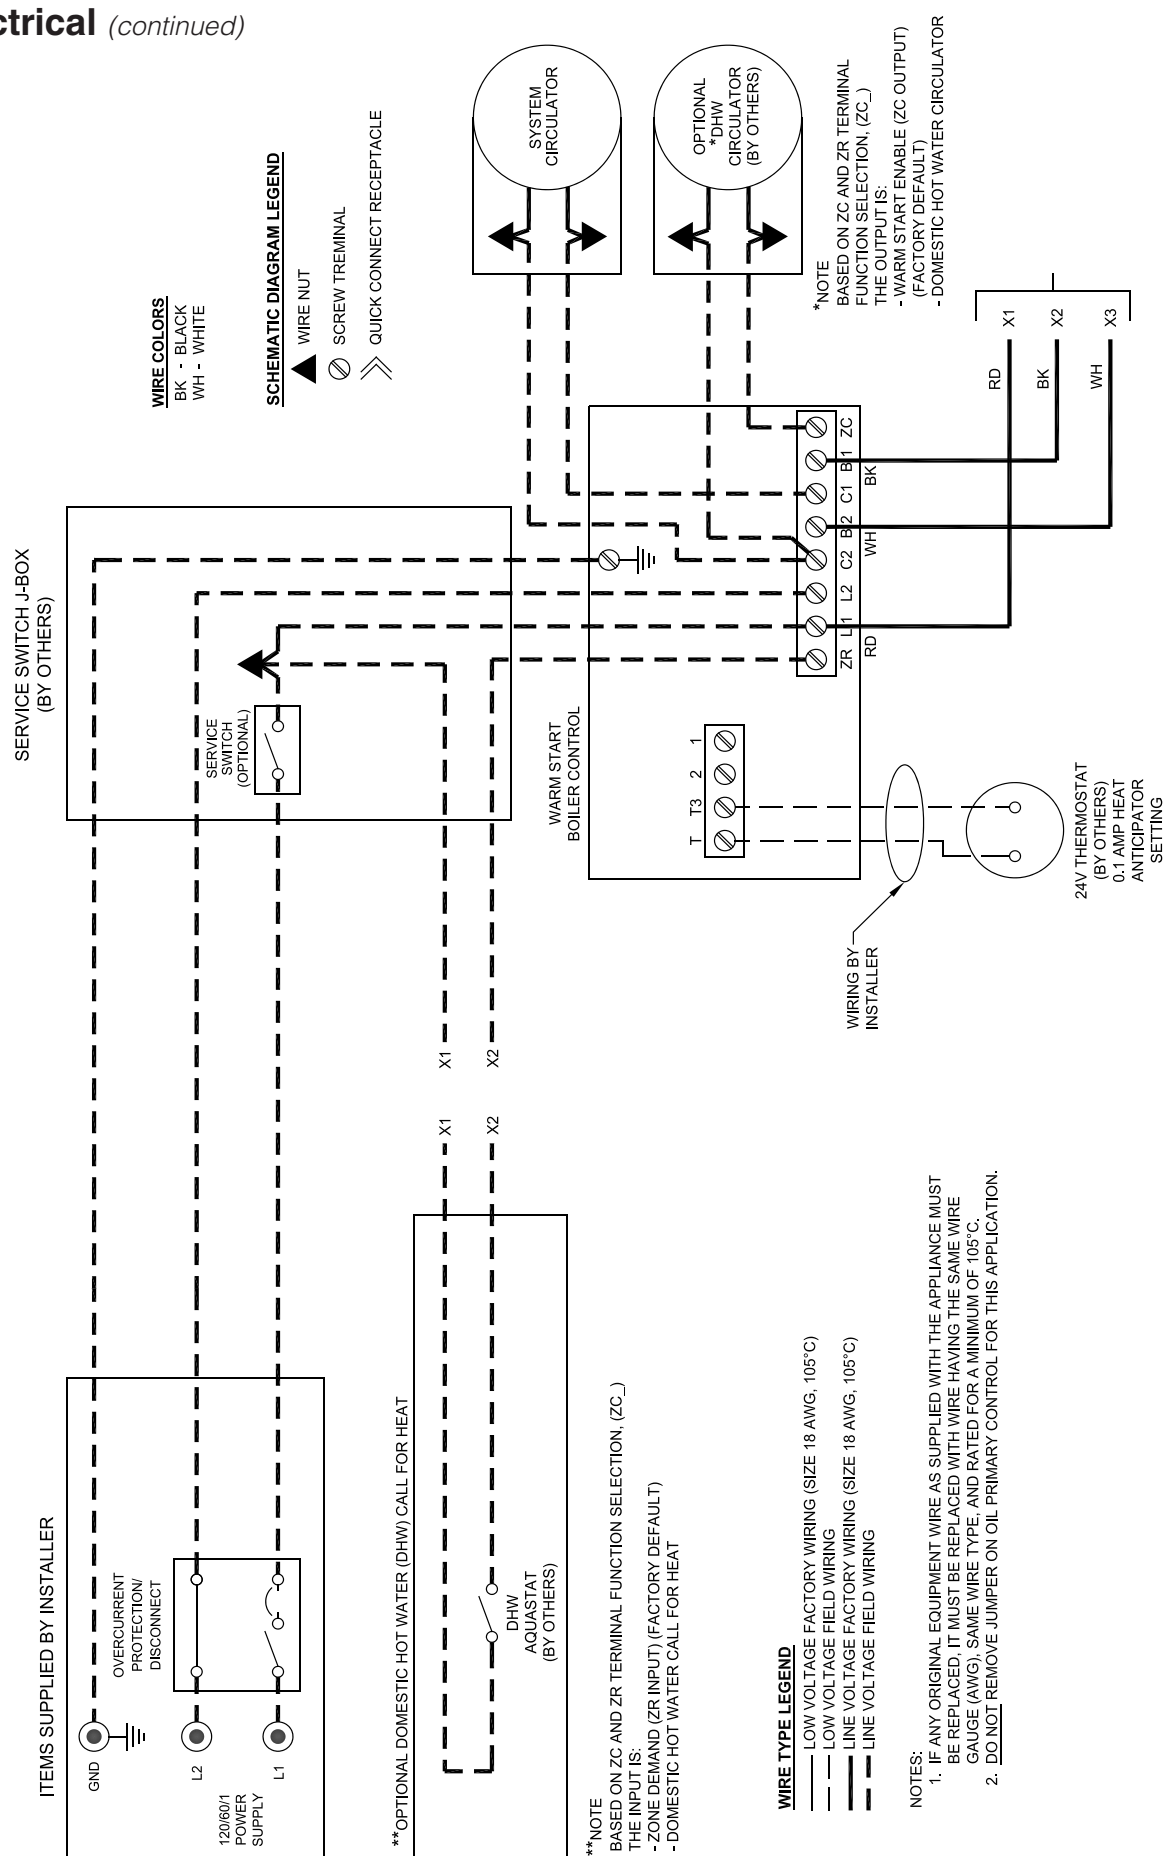 ctrical (continued)
ITEMS SUPPLIED BY INSTALLER
GND
OVERCURRENT
PROTECTION/
DISCONNECT
L2
L1
120/60/1
POWER
SUPPLY
SERVICE SWITCH J-BOX
(BY OTHERS)
SERVICE
SWITCH
(OPTIONAL)
WIRE COLORS
BK - BLACK
WH - WHITE
SCHEMATIC DIAGRAM LEGEND
WIRE NUT
SCREW TREMINAL
QUICK CONNECT RECEPTACLE
**OPTIONAL DOMESTIC HOT WATER (DHW) CALL FOR HEAT
X1
X1
X2
X2
DHW
AQUASTAT
(BY OTHERS)
SYSTEM
CIRCULATOR
OPTIONAL
*DHW
CIRCULATOR
(BY OTHERS)
WARM START
BOILER CONTROL
T
T3
2
1
ZR
L1
L2
C2
B2
C1
B1
ZC
RD
WH
BK
*NOTE
BASED ON ZC AND ZR TERMINAL
FUNCTION SELECTION, (ZC_)
THE OUTPUT IS:
- WARM START ENABLE (ZC OUTPUT)
(FACTORY DEFAULT)
- DOMESTIC HOT WATER CIRCULATOR
RD
X1
BK
X2
WH
X3
**NOTE
BASED ON ZC AND ZR TERMINAL FUNCTION SELECTION, (ZC_)
THE INPUT IS:
- ZONE DEMAND (ZR INPUT) (FACTORY DEFAULT)
- DOMESTIC HOT WATER CALL FOR HEAT
WIRING BY
INSTALLER
24V THERMOSTAT
(BY OTHERS)
0.1 AMP HEAT
ANTICIPATOR
SETTING
WIRE TYPE LEGEND
LOW VOLTAGE FACTORY WIRING (SIZE 18 AWG, 105°C)
LOW VOLTAGE FIELD WIRING
LINE VOLTAGE FACTORY WIRING (SIZE 18 AWG, 105°C)
LINE VOLTAGE FIELD WIRING
NOTES:
1. IF ANY ORIGINAL EQUIPMENT WIRE AS SUPPLIED WITH THE APPLIANCE MUST
BE REPLACED, IT MUST BE REPLACED WITH WIRE HAVING THE SAME WIRE
GAUGE (AWG), SAME WIRE TYPE, AND RATED FOR A MINIMUM OF 105°C.
2. DO NOT REMOVE JUMPER ON OIL PRIMARY CONTROL FOR THIS APPLICATION.